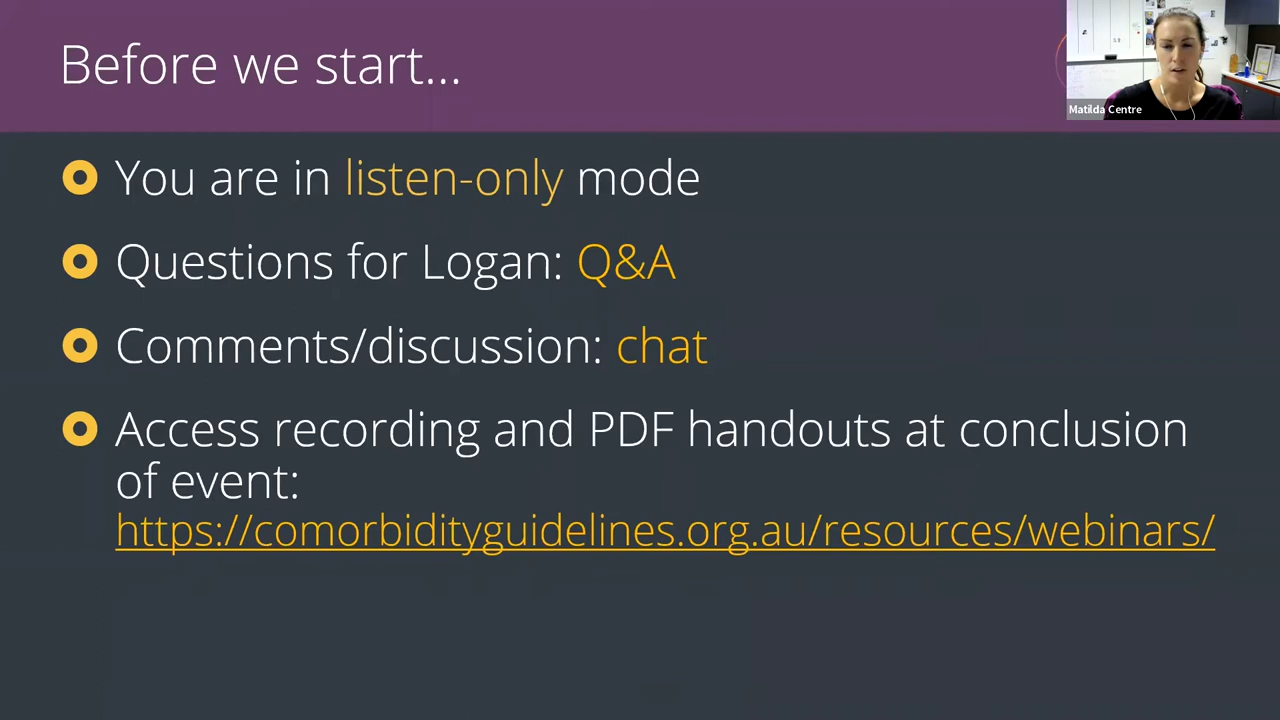 Before we start...
Matilda Centre
You are in listen-only mode
Questions for Logan: Q&A
Comments/discussion: chat
Access recording and PDF handouts at conclusion
of event:
https://comorbidityguidelines.org.au/resources/webinars/